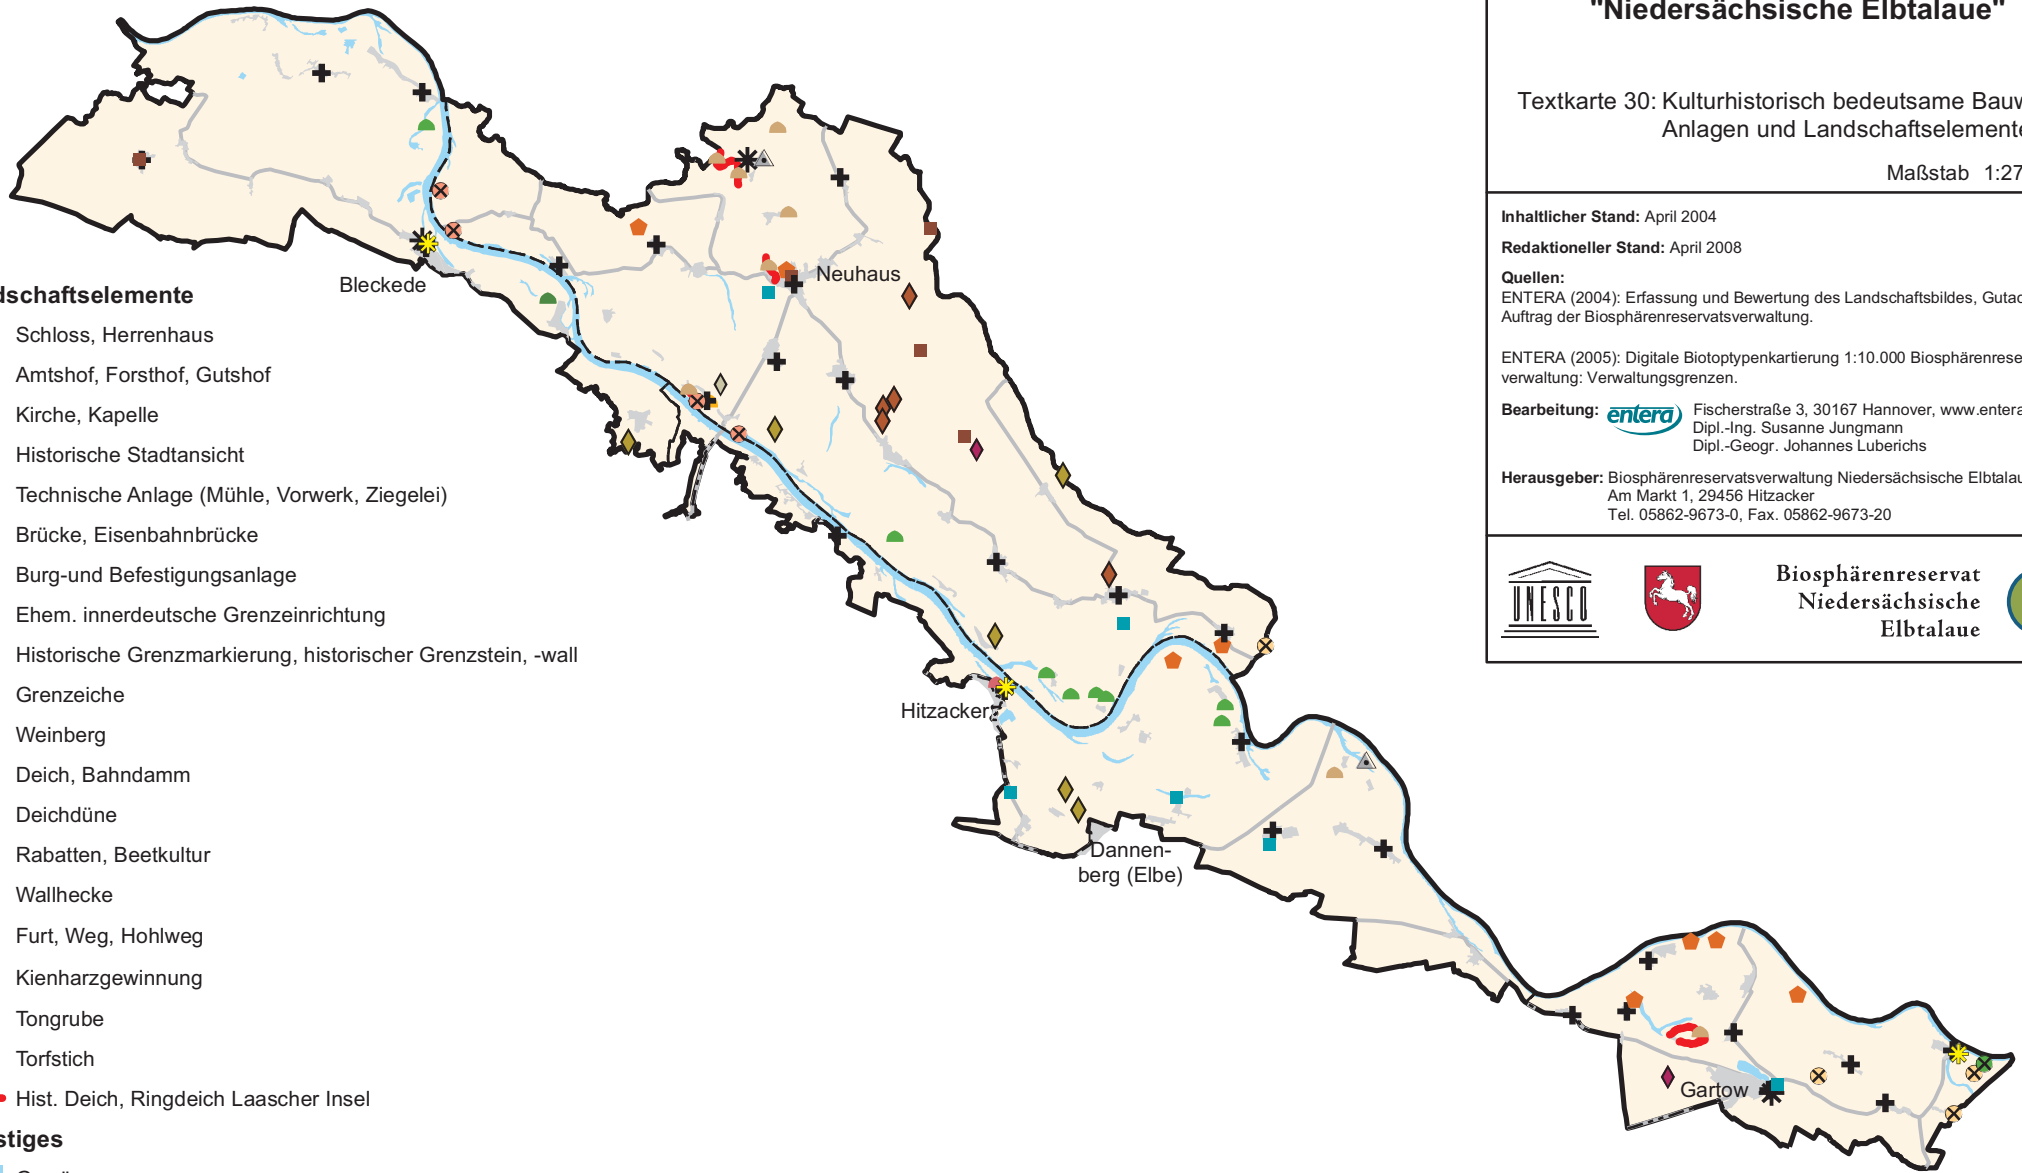 "Niedersächsische Elbtalaue"
Textkarte 30: Kulturhistorisch bedeutsame
Anlagen und Landschaftselemente
Maßstab 1:27
Inhaltlicher Stand: April 2004
Redaktioneller Stand: April 2008
Quellen:
ENTERA (2004): Erfassung und Bewertung des Landschaftsbildes,
Auftrag der Biosphärenreservatsverwaltung.
ENTERA (2005): Digitale Biotoptypenkartierung 1:10.000
verwaltung: Verwaltungsgrenzen.
Bearbeitung: entera Fischerstraße 3, 30167 Hannover,
Dipl.-Ing. Susanne Jungmann
Dipl.-Geogr. Johannes Luberichs
Herausgeber: Biosphärenreservatsverwaltung Niedersächsische
Am Markt 1, 29456 Hitzacker
Tel. 05862-9673-0, Fax. 05862-9673-20
UNESCO
Biosphärenreservat
Niedersächsische
Elbtalaue
dschaftselemente
Schloss, Herrenhaus
Amtshof, Forsthof, Gutshof
Kirche, Kapelle
Historische Stadtansicht
Technische Anlage (Mühle, Vorwerk, Ziegelei)
Brücke, Eisenbahnbrücke
Burg-und Befestigungsanlage
Ehem. innerdeutsche Grenzeinrichtung
Historische Grenzmarkierung, historischer Grenzstein, -wall
Grenzeiche
Weinberg
Deich, Bahndamm
Deichdüne
Rabatten, Beetkultur
Wallhecke
Furt, Weg, Hohlweg
Kienharzgewinnung
Tongrube
Torfstich
Hist. Deich, Ringdeich Laascher Insel
stiges
Bleckede
Neuhaus
Hitzacker
Dannen-
berg (Elbe)
Gartow